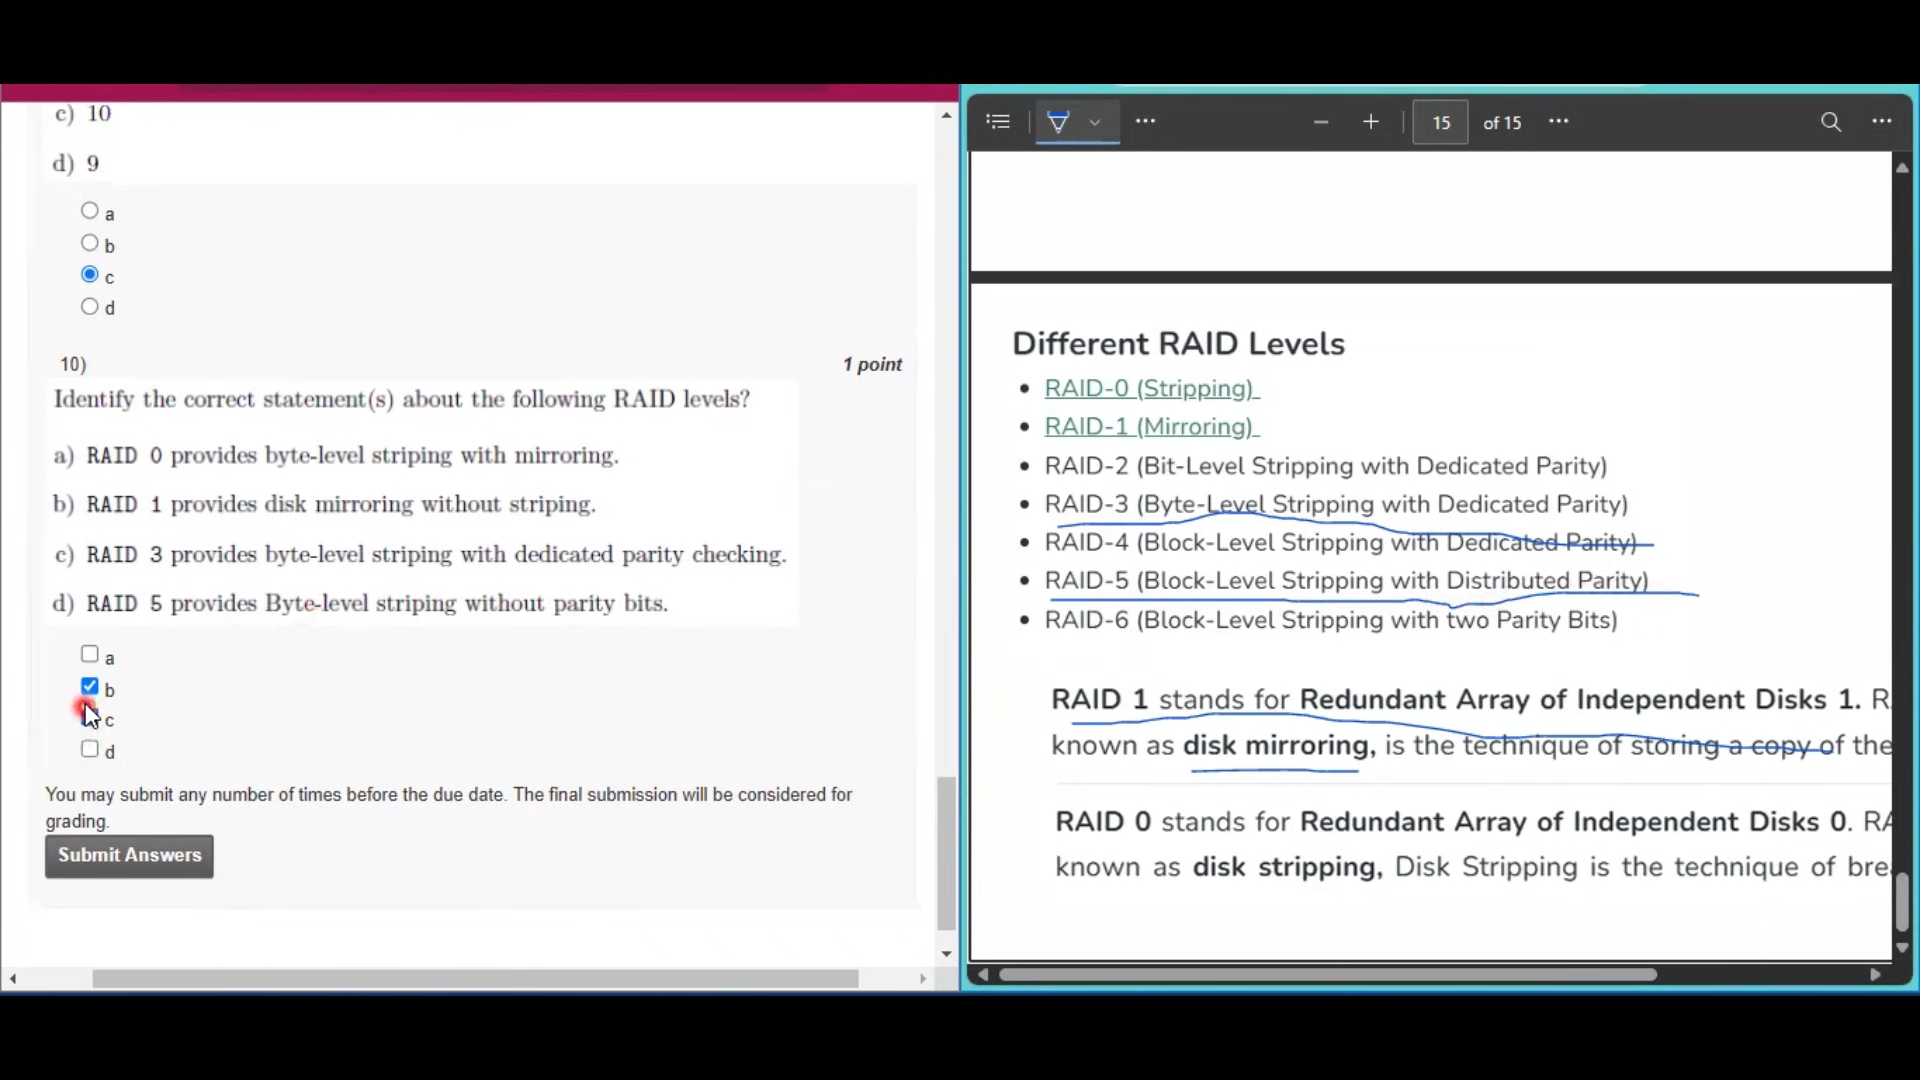 c) 10
d) 9
a
b
c
d
10)
1 point
Identify the correct statement(s) about the following RAID levels?
a) RAID 0 provides byte-level striping with mirroring.
b) RAID 1 provides disk mirroring without striping.
c) RAID 3 provides byte-level striping with dedicated parity checking.
d) RAID 5 provides Byte-level striping without parity bits.
a
b
c
d
You may submit any number of times before the due date. The final submission will be considered for
grading.
Submit Answers
15 of 15
Different RAID Levels
• RAID-0 (Stripping)
• RAID-1 (Mirroring)
• RAID-2 (Bit-Level Stripping with Dedicated Parity)
• RAID-3 (Byte-Level Stripping with Dedicated Parity)
• RAID-4 (Block-Level Stripping with Dedicated Parity)
• RAID-5 (Block-Level Stripping with Distributed Parity)
• RAID-6 (Block-Level Stripping with two Parity Bits)
RAID 1 stands for Redundant Array of Independent Disks 1. R
known as disk mirroring, is the technique of storing a copy of the
RAID 0 stands for Redundant Array of Independent Disks 0. RA
known as disk stripping, Disk Stripping is the technique of brea